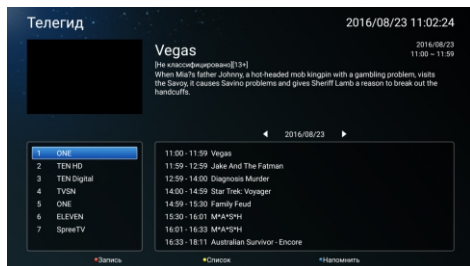 Телегид
2016/08/23 11:02:24
Vegas
2016/08/23
11:00 ~ 11:59
[Не классифицировано][13+]
When Mia?s father Johnny, a hot-headed mob kingpin with a gambling problem, visits
the Savoy, it causes Savino problems and gives Sheriff Lamb a reason to break out the
handcuffs.
2016/08/23
1 ONE
2 TEN HD
3 TEN Digital
4 TVSN
5 ONE
6 ELEVEN
7 SpreeTV
11:00 - 11:59 Vegas
11:59 - 12:59 Jake And The Fatman
12:59 - 14:00 Diagnosis Murder
14:00 - 14:59 Star Trek: Voyager
14:59 - 15:30 Family Feud
15:30 - 16:01 M*A*S*H
16:01 - 16:33 M*A*S*H
16:33 - 18:11 Australian Survivor - Encore
Запись
Список
Напомнить